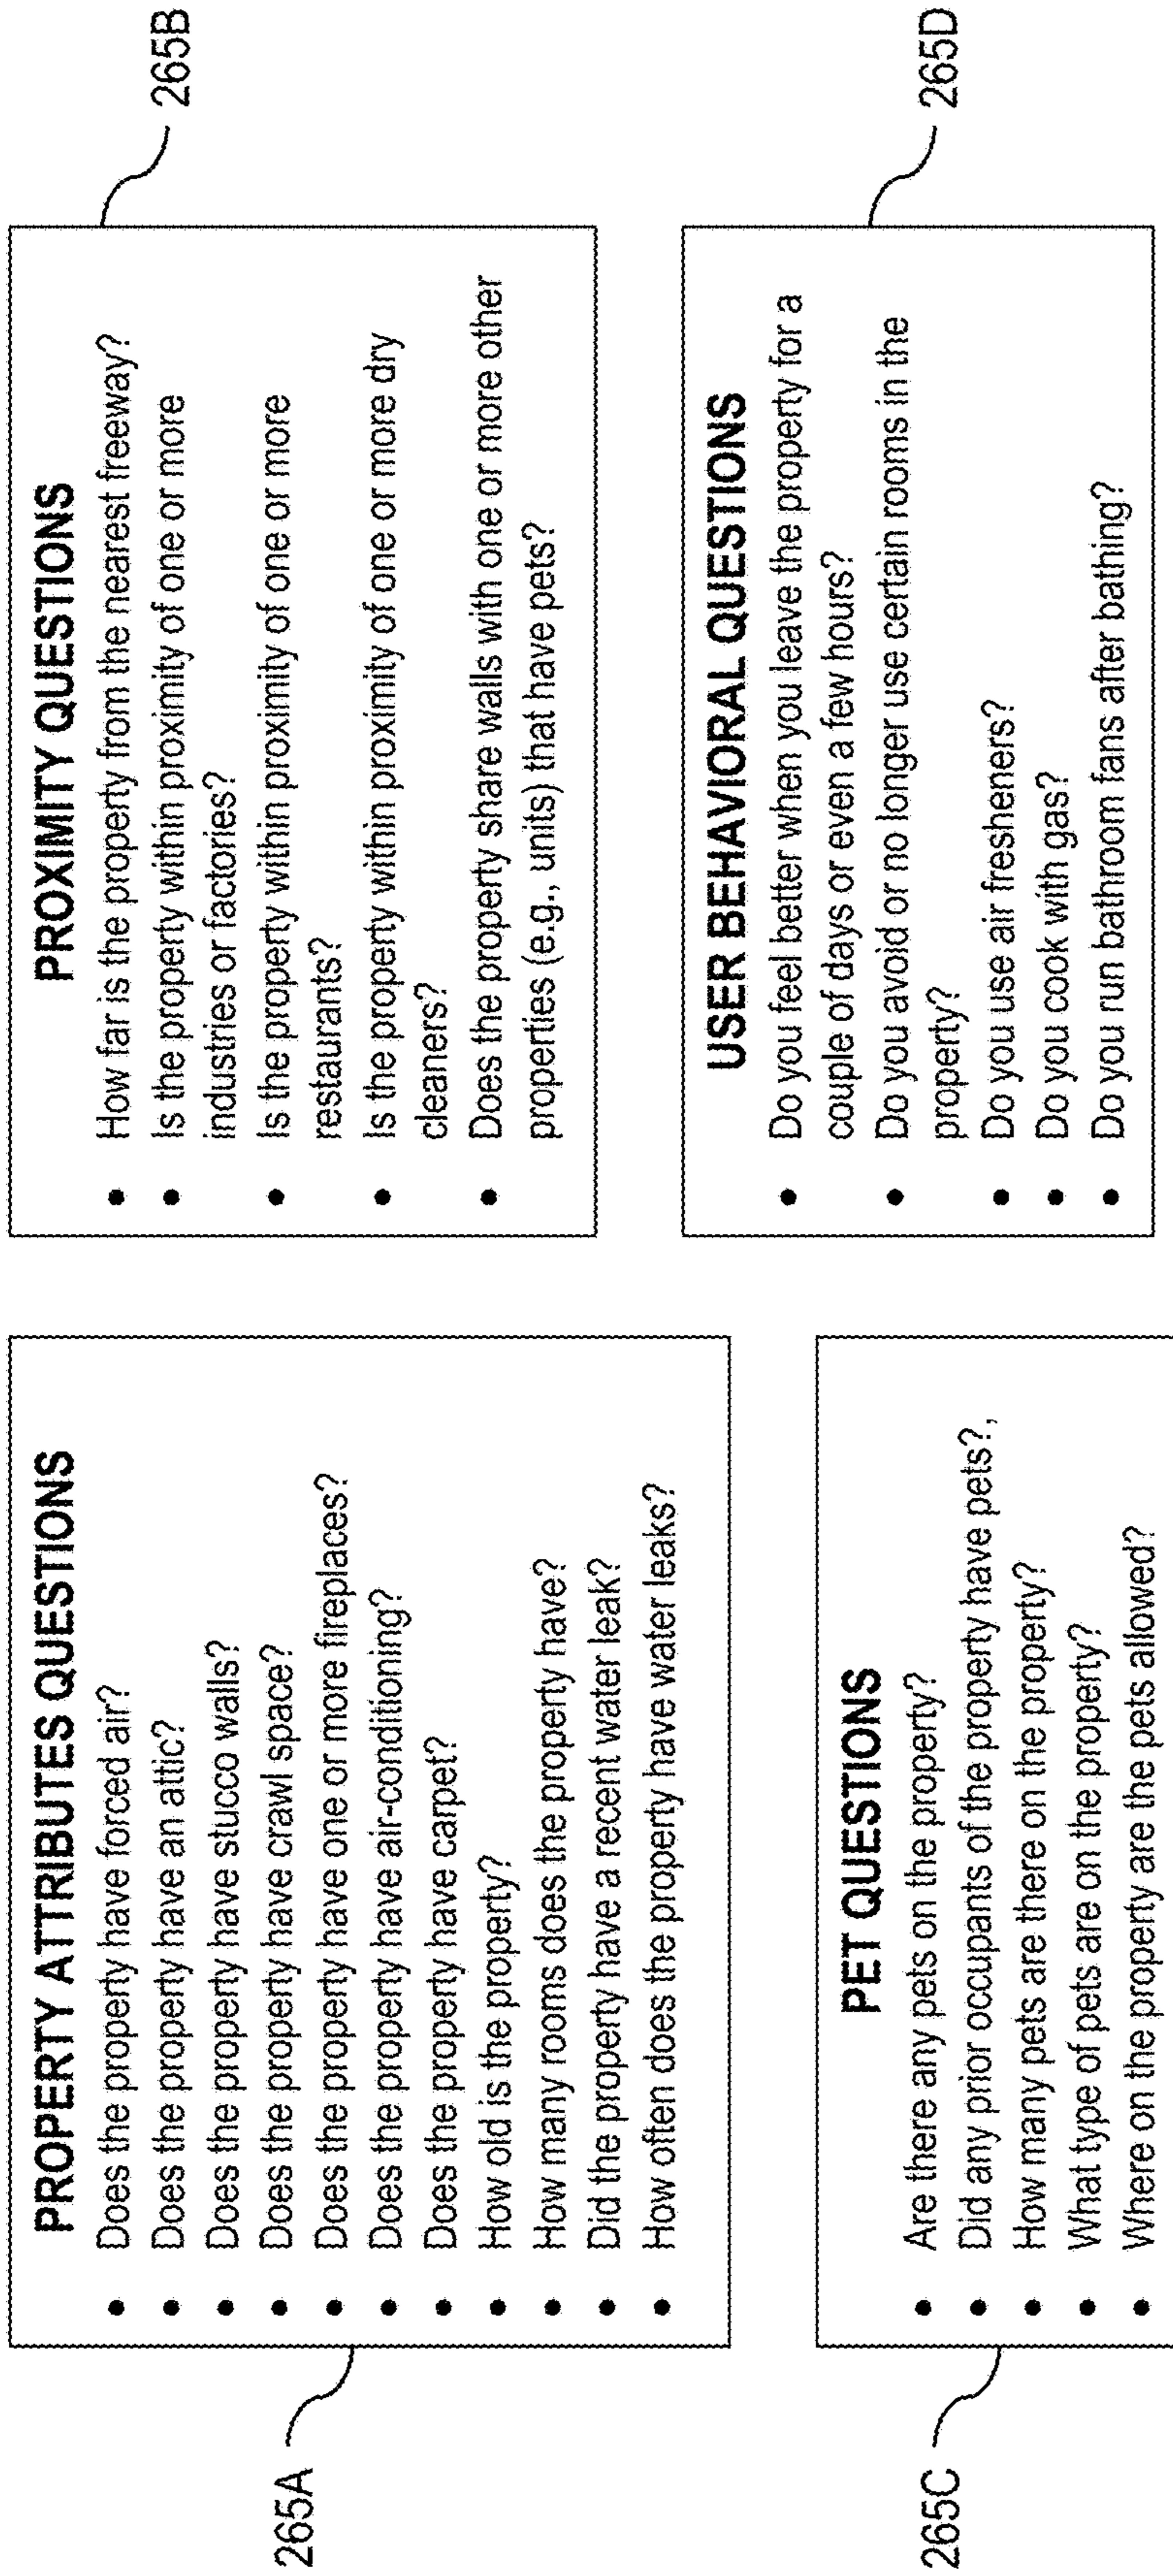 265A
PROPERTY ATTRIBUTES QUESTIONS
• Does the property have forced air?
• Does the property have an attic?
• Does the property have stucco walls?
• Does the property have crawl space?
• Does the property have one or more fireplaces?
• Does the property have air-conditioning?
• Does the property have carpet?
• How old is the property?
• How many rooms does the property have?
• Did the property have a recent water leak?
• How often does the property have water leaks?
265B
PROXIMITY QUESTIONS
• How far is the property from the nearest freeway?
• Is the property within proximity of one or more
industries or factories?
• Is the property within proximity of one or more
restaurants?
• Is the property within proximity of one or more dry
cleaners?
• Does the property share walls with one or more other
properties (e.g., units) that have pets?
265C
PET QUESTIONS
• Are there any pets on the property?
• Did any prior occupants of the property have pets?,
• How many pets are there on the property?
• What type of pets are on the property?
• Where on the property are the pets allowed?
265D
USER BEHAVIORAL QUESTIONS
• Do you feel better when you leave the property for a
couple of days or even a few hours?
• Do you avoid or no longer use certain rooms in the
property?
• Do you use air fresheners?
• Do you cook with gas?
• Do you run bathroom fans after bathing?